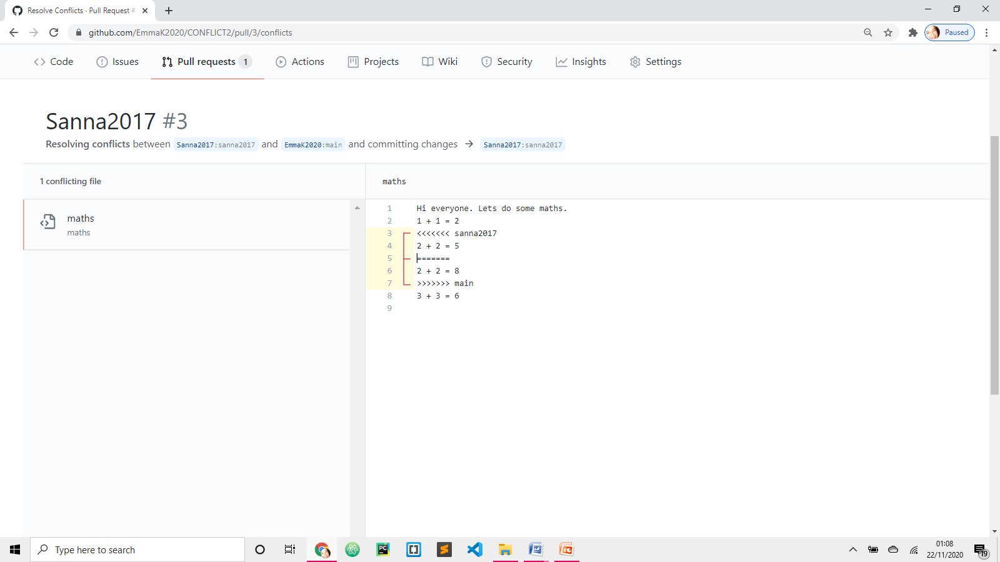 Resolve Conflicts · Pull Request #
github.com/EmmaK2020/CONFLICT2/pull/3/conflicts
Paused
Code
Issues
Pull requests 1
Actions
Projects
Wiki
Security
Insights
Settings
Sanna2017 #3
Resolving conflicts between Sanna2017:sanna2017 and EmmaK2020:main and committing changes → Sanna2017:sanna2017
1 conflicting file
maths
maths
maths
1 Hi everyone. Lets do some maths.
2 1 + 1 = 2
3 <<<<<<< sanna2017
4 2 + 2 = 5
5 =======
6 2 + 2 = 8
7 >>>>>>> main
8 3 + 3 = 6
9
Type here to search
PC
WE
PE
01:08
22/11/2020
19